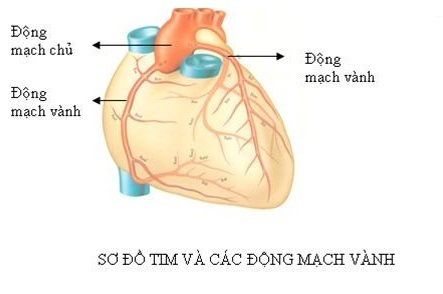 Động
mạch chủ
Động
mạch vành
Động
mạch vành
SƠ ĐỒ TIM VÀ CÁC ĐỘNG MẠCH VÀNH